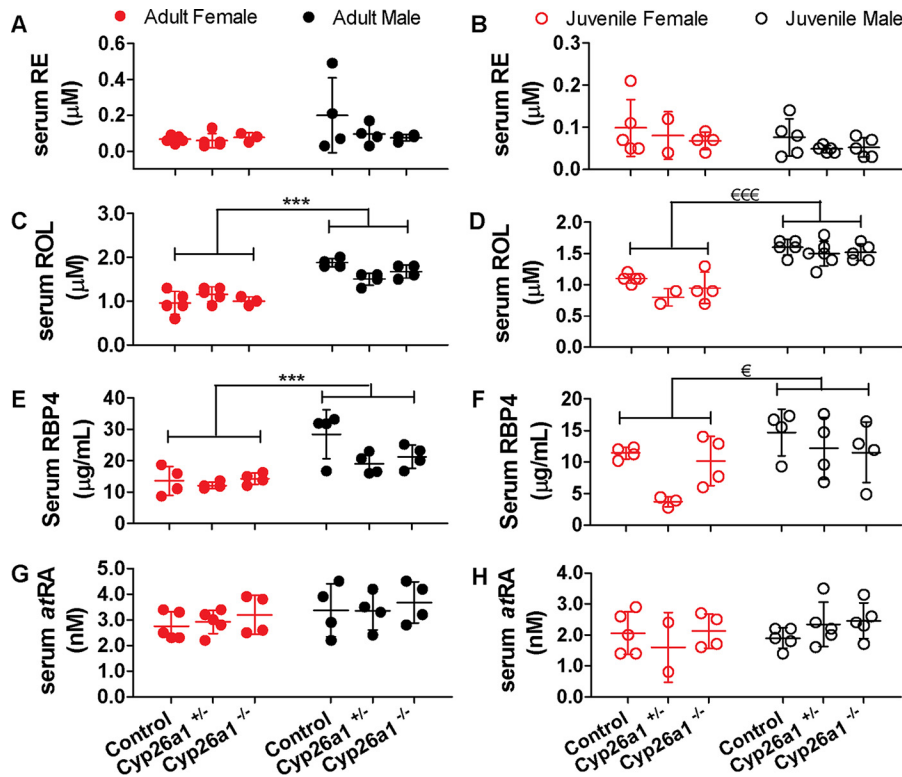 Adult Female
Adult Male
Juvenile Female
Juvenile Male
A
serum RE
(µM)
0.6
0.4
0.2
0.0
B
serum RE
(µM)
0.3
0.2
0.1
0.0
C
serum ROL
(µM)
3.0
2.0
1.0
0.0
***
D
serum ROL
(µM)
2.0
1.5
1.0
0.5
0.0
€€€
E
Serum RBP4
(µg/mL)
40
30
20
10
0
***
F
Serum RBP4
(µg/mL)
20
15
10
5
0
€
G
serum atRA
(nM)
5.0
4.0
3.0
2.0
1.0
0.0
H
serum atRA
(nM)
4.0
3.0
2.0
1.0
0.0
Control
Cyp26a1 +/-
Cyp26a1 -/-
Control
Cyp26a1 +/-
Cyp26a1 -/-
Control
Cyp26a1 +/-
Cyp26a1 -/-
Control
Cyp26a1 +/-
Cyp26a1 -/-